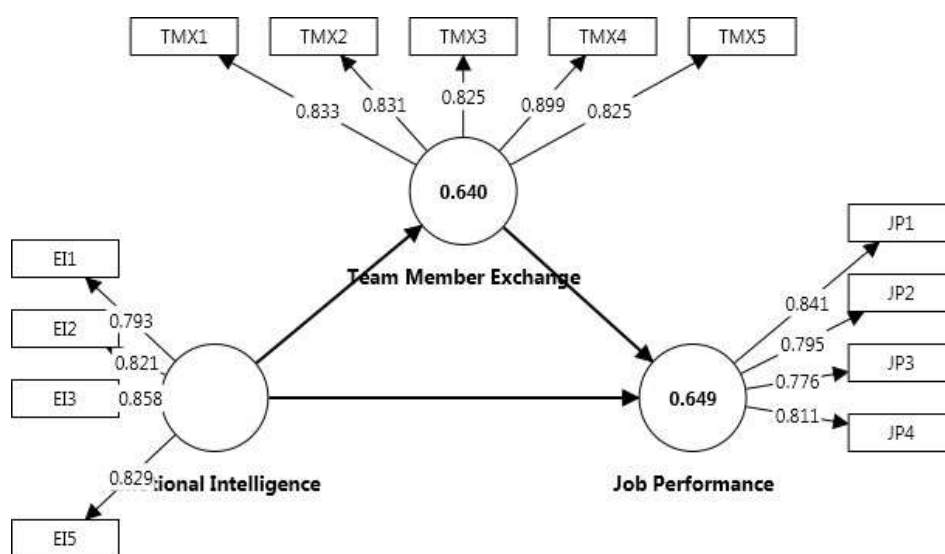 TMX1 TMX2 TMX3 TMX4 TMX5
0.833 0.831 0.825 0.899 0.825
0.640
Team Member Exchange
JP1
EI1
JP2
0.841
0.793
0.795
EI2
JP3
0.821
0.776
EI3
0.858
0.649
0.811
JP4
0.829
tional Intelligence
Job Performance
EI5